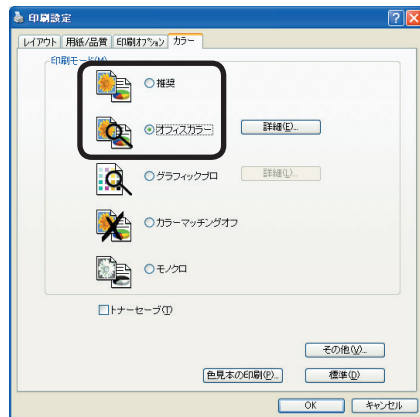 印刷設定
レイアウト 用紙/品質 印刷オプション カラー
印刷モード(M)
推奨
オフィスカラー 詳細(E)...
グラフィックプロ 詳細(L)...
カラーマッチングオフ
モノクロ
トナーセーブ(T)
その他(V)...
色見本の印刷(P)... 標準(D)
OK キャンセル